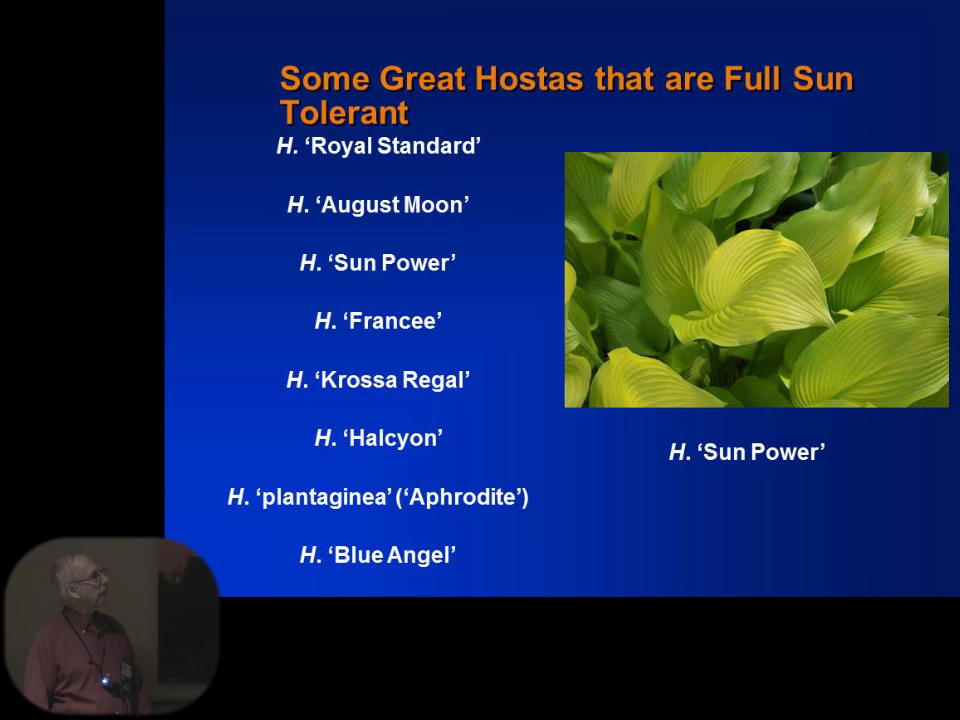 Some Great Hostas that are Full Sun
Tolerant
H. ‘Royal Standard’
H. ‘August Moon’
H. ‘Sun Power’
H. ‘Francee’
H. ‘Krossa Regal’
H. ‘Halcyon’
H. ‘plantaginea’ (‘Aphrodite’)
H. ‘Blue Angel’
H. ‘Sun Power’